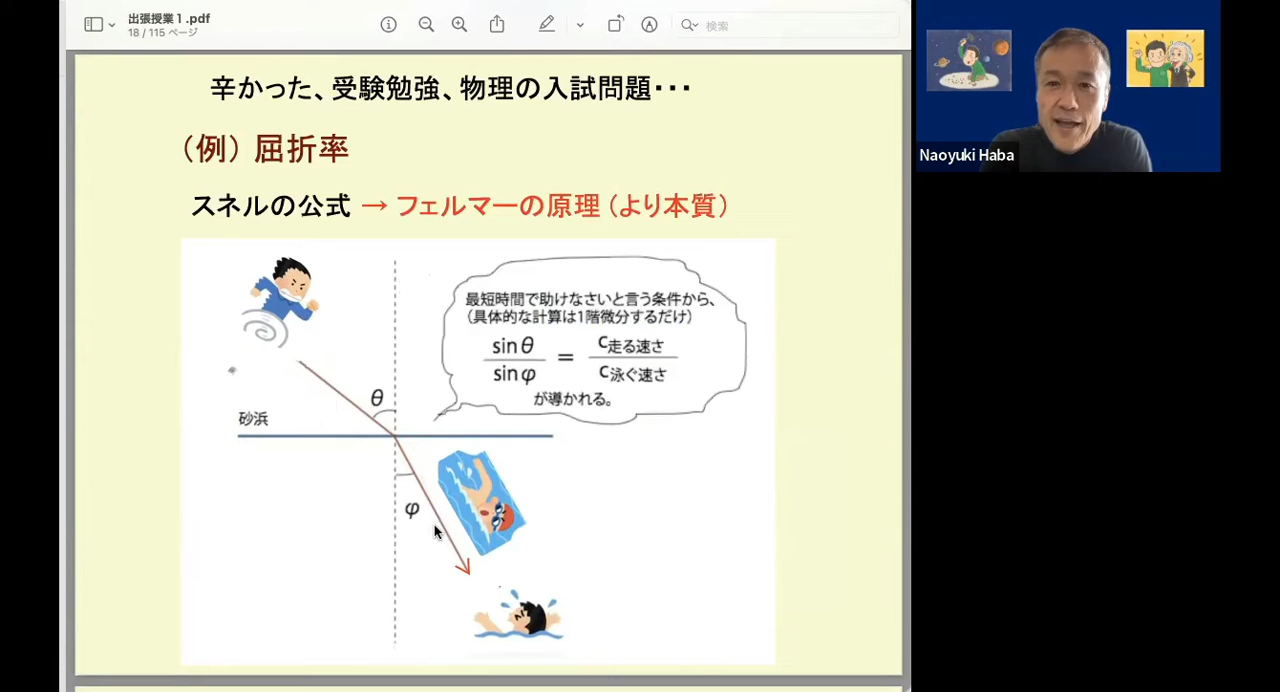 出張授業１.pdf
18 / 115 ページ
検索
辛かった、受験勉強、物理の入試問題・・・
（例）屈折率
スネルの公式 → フェルマーの原理（より本質）
最短時間で助けなさいと言う条件から、
（具体的な計算は1階微分するだけ）
sinθ / sinφ = C走る速さ / C泳ぐ速さ
が導かれる。
θ
砂浜
φ
Naoyuki Haba